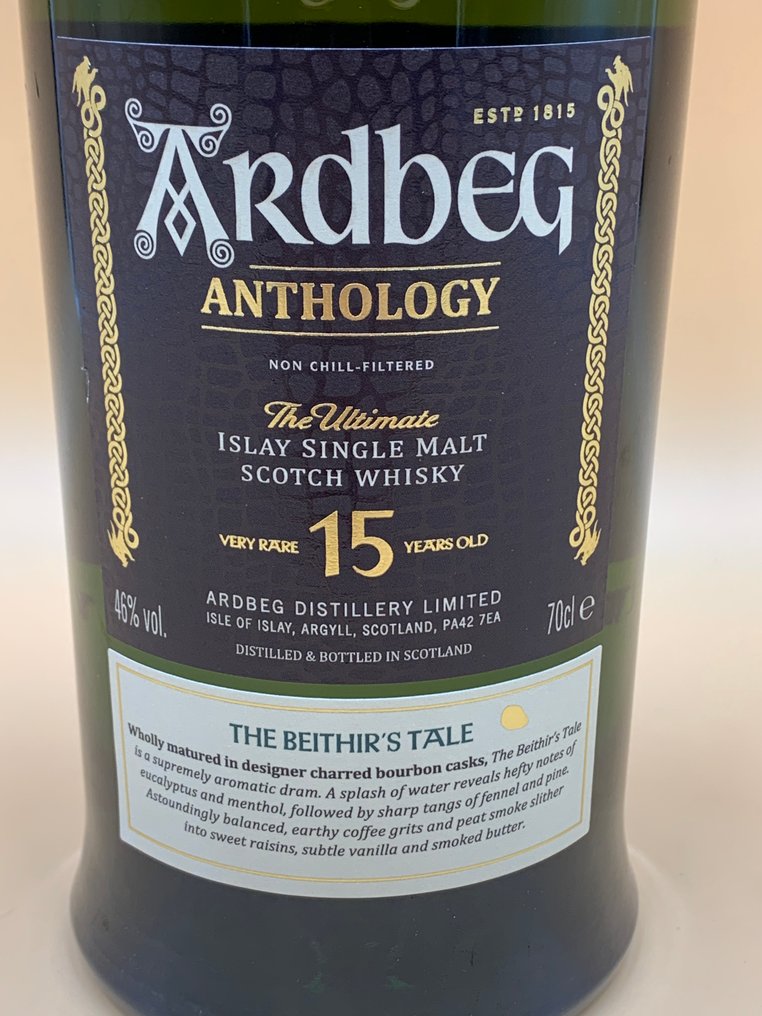 ESTD 1815
ARDBEG
ANTHOLOGY
NON CHILL-FILTERED
The Ultimate
ISLAY SINGLE MALT
SCOTCH WHISKY
VERY RARE 15 YEARS OLD
ARDBEG DISTILLERY LIMITED
ISLE OF ISLAY, ARGYLL, SCOTLAND, PA42 7EA
46% vol.
70cl e
DISTILLED & BOTTLED IN SCOTLAND
THE BEITHIR'S TALE
Wholly matured in designer charred bourbon casks, The Beithir's Tale
is a supremely aromatic dram. A splash of water reveals hefty notes of
eucalyptus and menthol, followed by sharp tangs of fennel and pine.
Astoundingly balanced, earthy coffee grits and peat smoke slither
into sweet raisins, subtle vanilla and smoked butter.